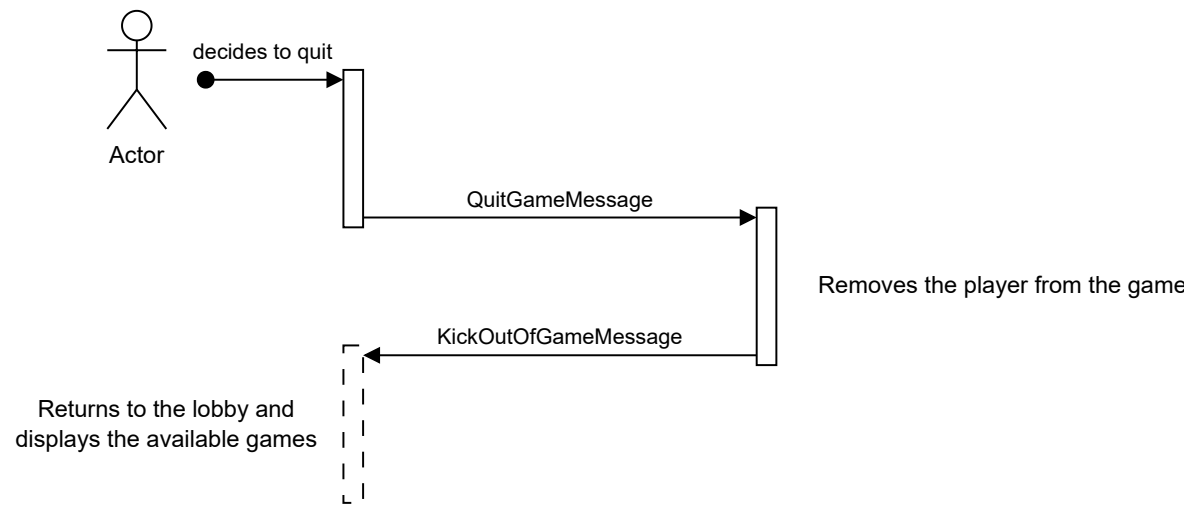 decides to quit
Actor
QuitGameMessage
Removes the player from the game
KickOutOfGameMessage
Returns to the lobby and
displays the available games